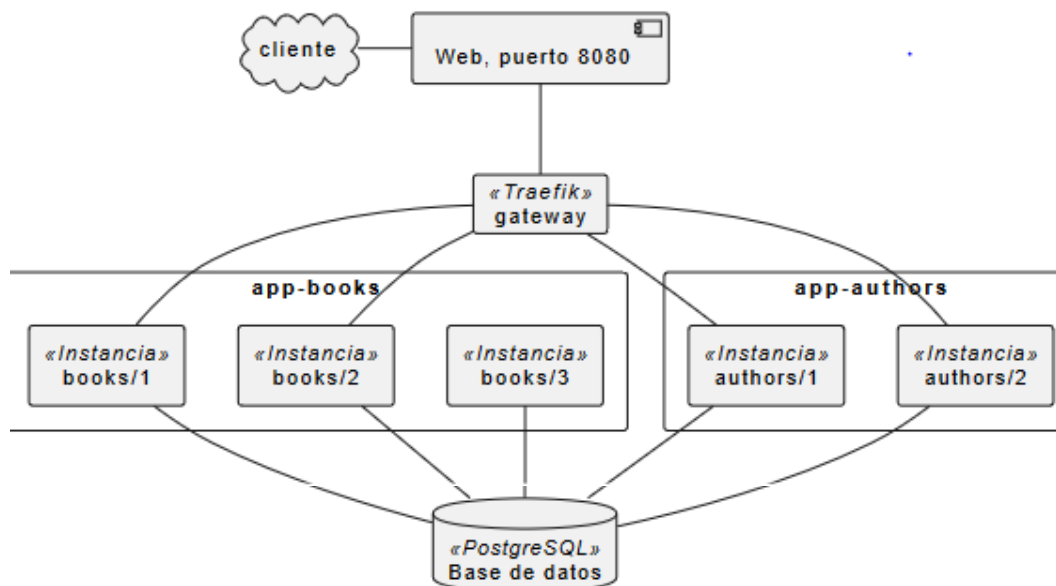 cliente
Web, puerto 8080
«Traefik»
gateway
app-books
app-authors
«Instancia»
books/1
«Instancia»
books/2
«Instancia»
books/3
«Instancia»
authors/1
«Instancia»
authors/2
«PostgreSQL»
Base de datos